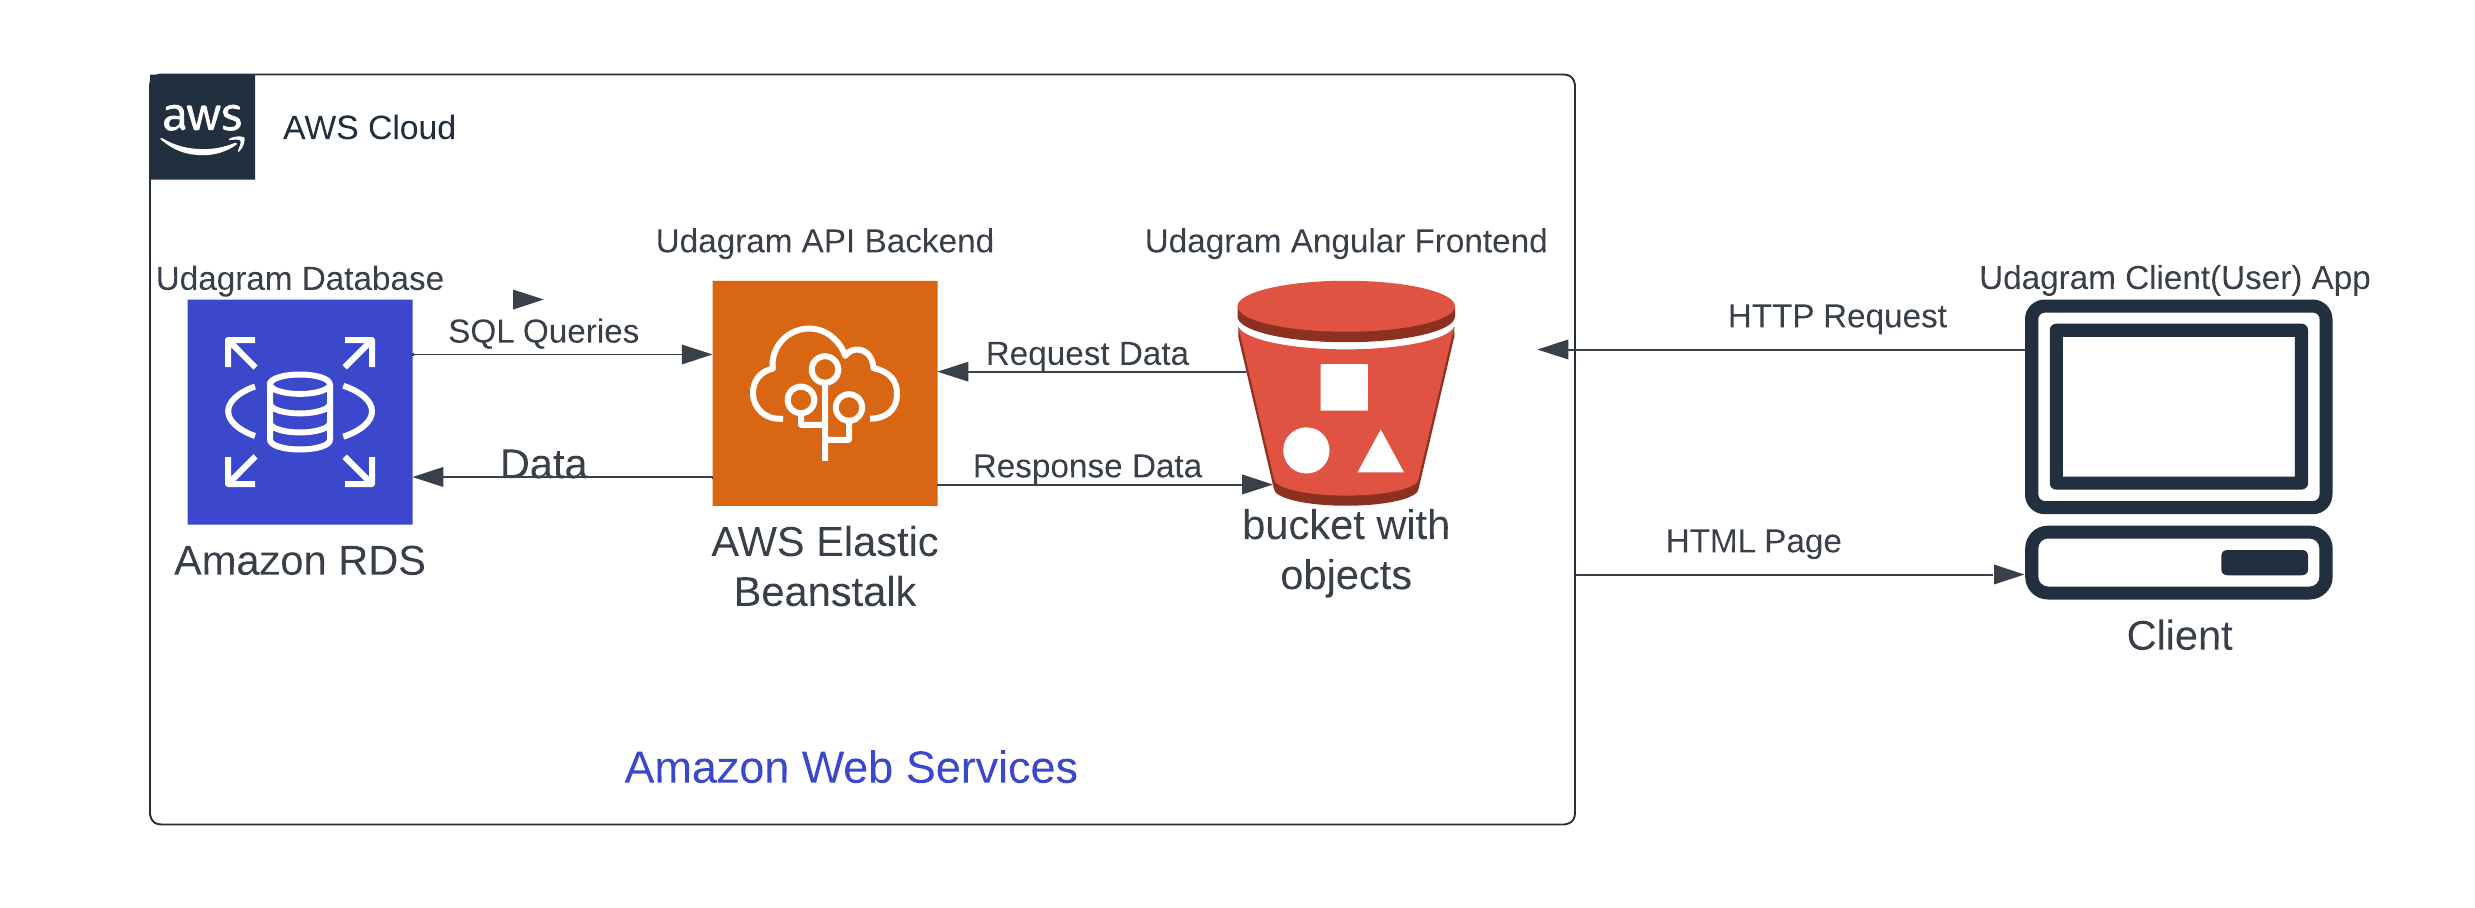 aws
AWS Cloud
Udagram Database
SQL Queries
Data
Amazon RDS
Udagram API Backend
AWS Elastic
Beanstalk
Request Data
Response Data
Udagram Angular Frontend
bucket with
objects
HTTP Request
HTML Page
Udagram Client(User) App
Client
Amazon Web Services